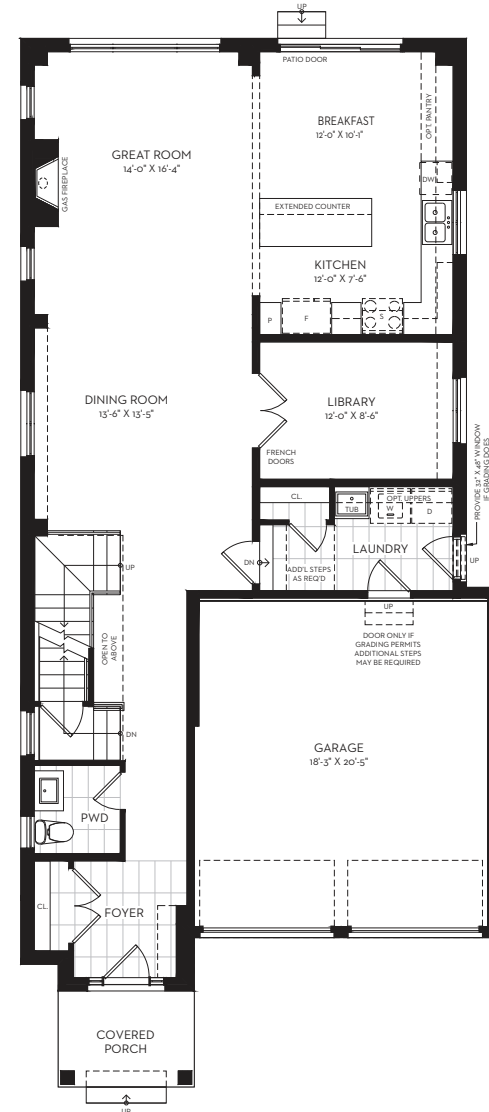 UP
PATIO DOOR
BREAKFAST
12'-0" X 10'-1"
OPT. PANTRY
GREAT ROOM
14'-0" X 16'-4"
GAS FIREPLACE
DW
EXTENDED COUNTER
KITCHEN
12'-0" X 7'-6"
P
F
S
DINING ROOM
13'-6" X 13'-5"
LIBRARY
12'-0" X 8'-6"
FRENCH
DOORS
PROVIDE 32" X 48" WINDOW
IF GRADING DOES
CL.
TUB
OPT. UPPERS
W
D
LAUNDRY
DN
ADD'L STEPS
AS REQ'D
UP
UP
UP
DOOR ONLY IF
GRADING PERMITS
ADDITIONAL STEPS
MAY BE REQUIRED
OPEN TO
ABOVE
DN
GARAGE
18'-3" X 20'-5"
PWD
CL.
FOYER
COVERED
PORCH
UP